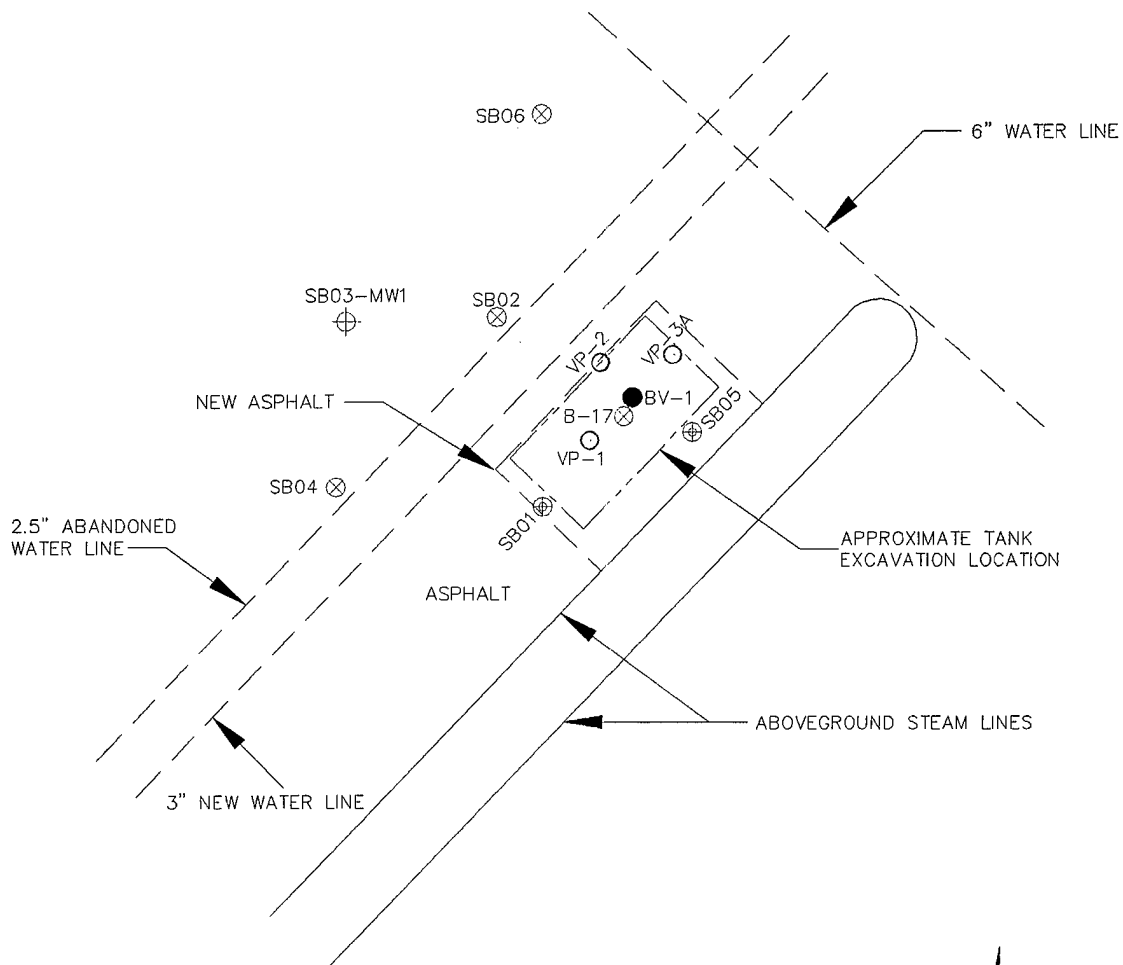 SB06
6" WATER LINE
SB03-MW1
SB02
VP-2
VP-3A
NEW ASPHALT
BV-1
B-17
SB05
VP-1
SB04
SB01
2.5" ABANDONED
WATER LINE
APPROXIMATE TANK
EXCAVATION LOCATION
ASPHALT
ABOVEGROUND STEAM LINES
3" NEW WATER LINE